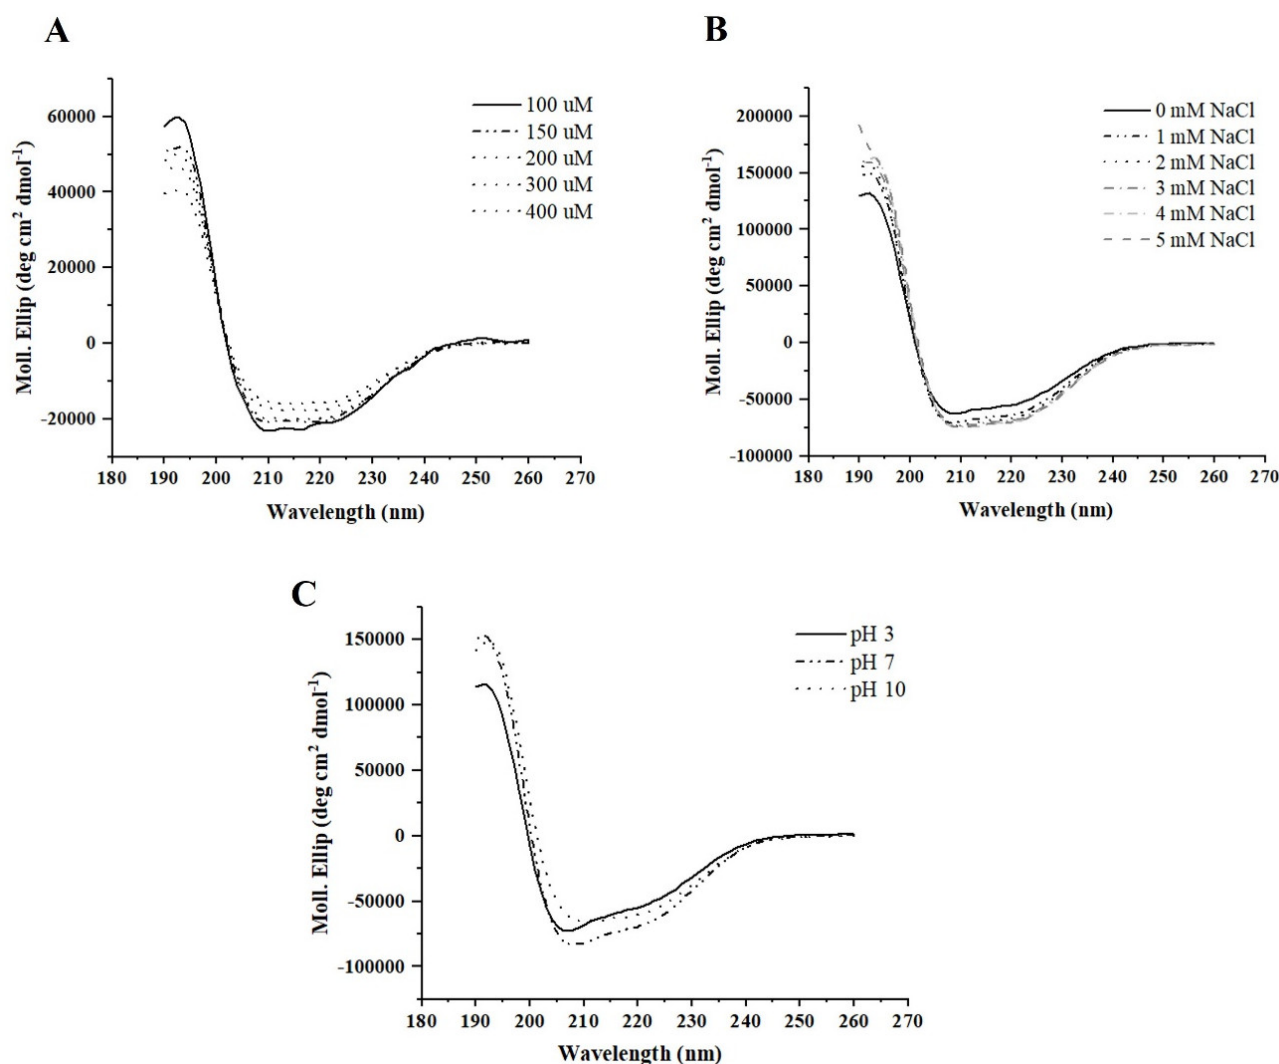 A
Moll. Ellip (deg cm² dmol⁻¹)
60000
40000
20000
0
-20000
100 uM
150 uM
200 uM
300 uM
400 uM
180 190 200 210 220 230 240 250 260 270
Wavelength (nm)
B
Moll. Ellip (deg cm² dmol⁻¹)
200000
150000
100000
50000
0
-50000
-100000
0 mM NaCl
1 mM NaCl
2 mM NaCl
3 mM NaCl
4 mM NaCl
5 mM NaCl
180 190 200 210 220 230 240 250 260 270
Wavelength (nm)
C
Moll. Ellip (deg cm² dmol⁻¹)
150000
100000
50000
0
-50000
-100000
pH 3
pH 7
pH 10
180 190 200 210 220 230 240 250 260 270
Wavelength (nm)